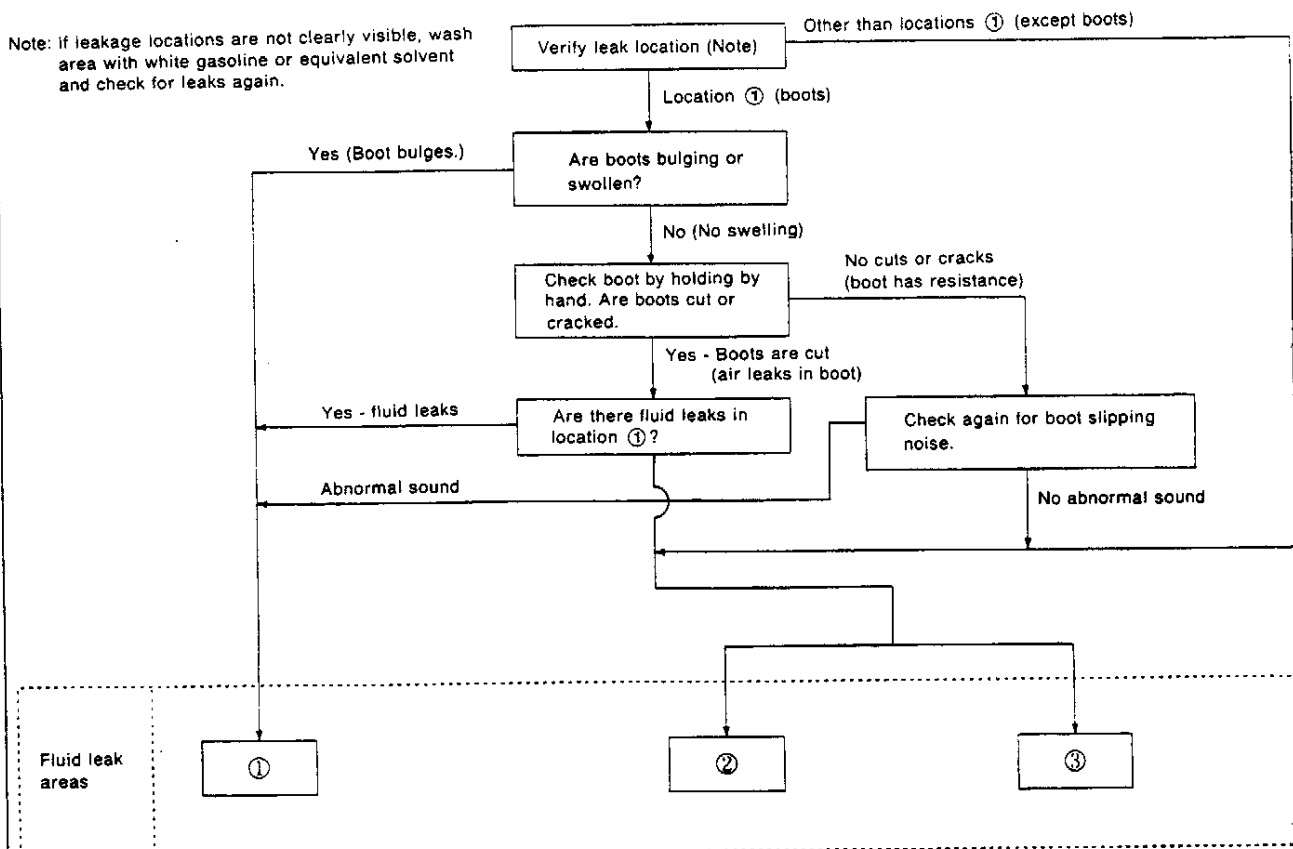 Note: If leakage locations are not clearly visible, wash
area with white gasoline or equivalent solvent
and check for leaks again.
Verify leak location (Note)
Other than locations ① (except boots)
Location ① (boots)
Yes (Boot bulges.)
Are boots bulging or
swollen?
No (No swelling)
Check boot by holding by
hand. Are boots cut or
cracked.
No cuts or cracks
(boot has resistance)
Yes - Boots are cut
(air leaks in boot)
Yes - fluid leaks
Are there fluid leaks in
location ①?
Check again for boot slipping
noise.
Abnormal sound
No abnormal sound
Fluid leak
areas
①
②
③